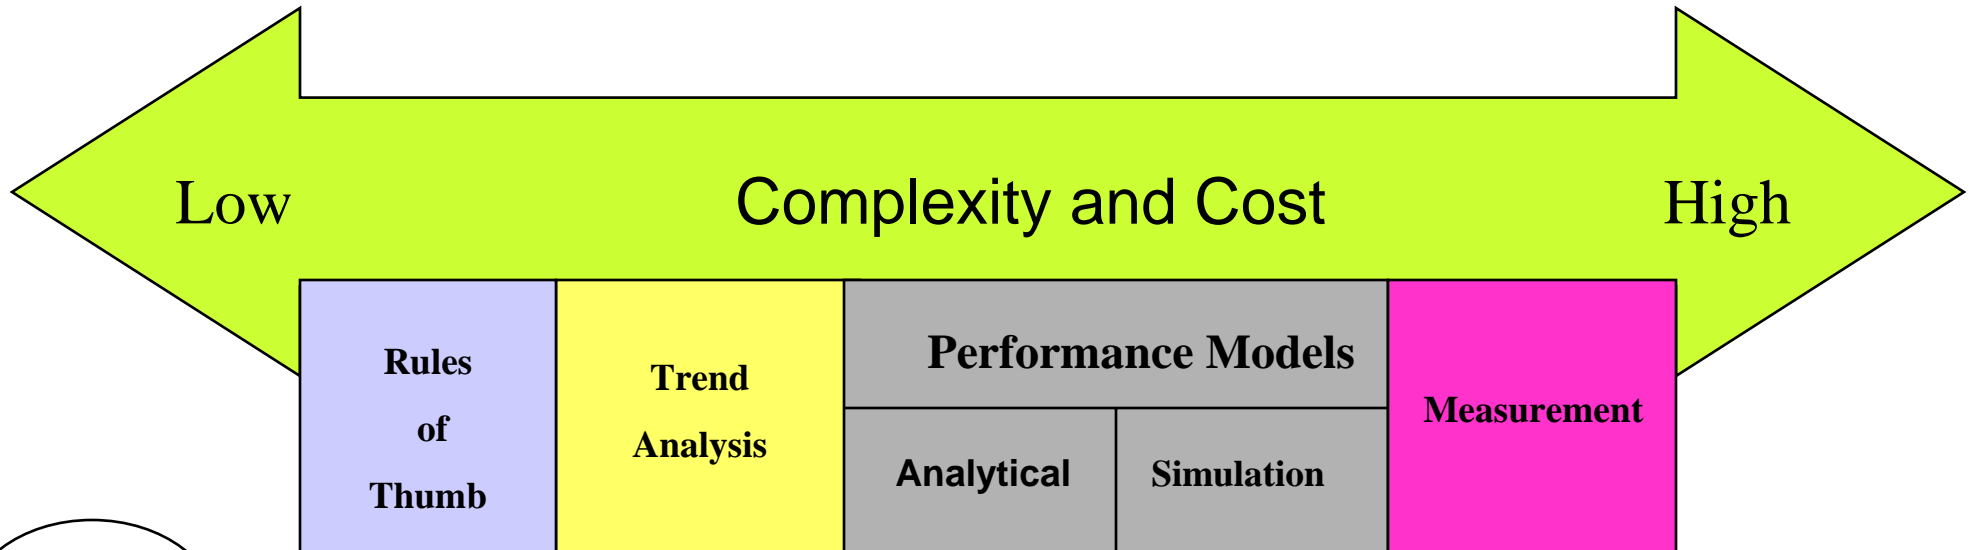 Low
Complexity and Cost
High
Rules
of
Thumb
Trend
Analysis
Performance Models
Analytical
Simulation
Measurement